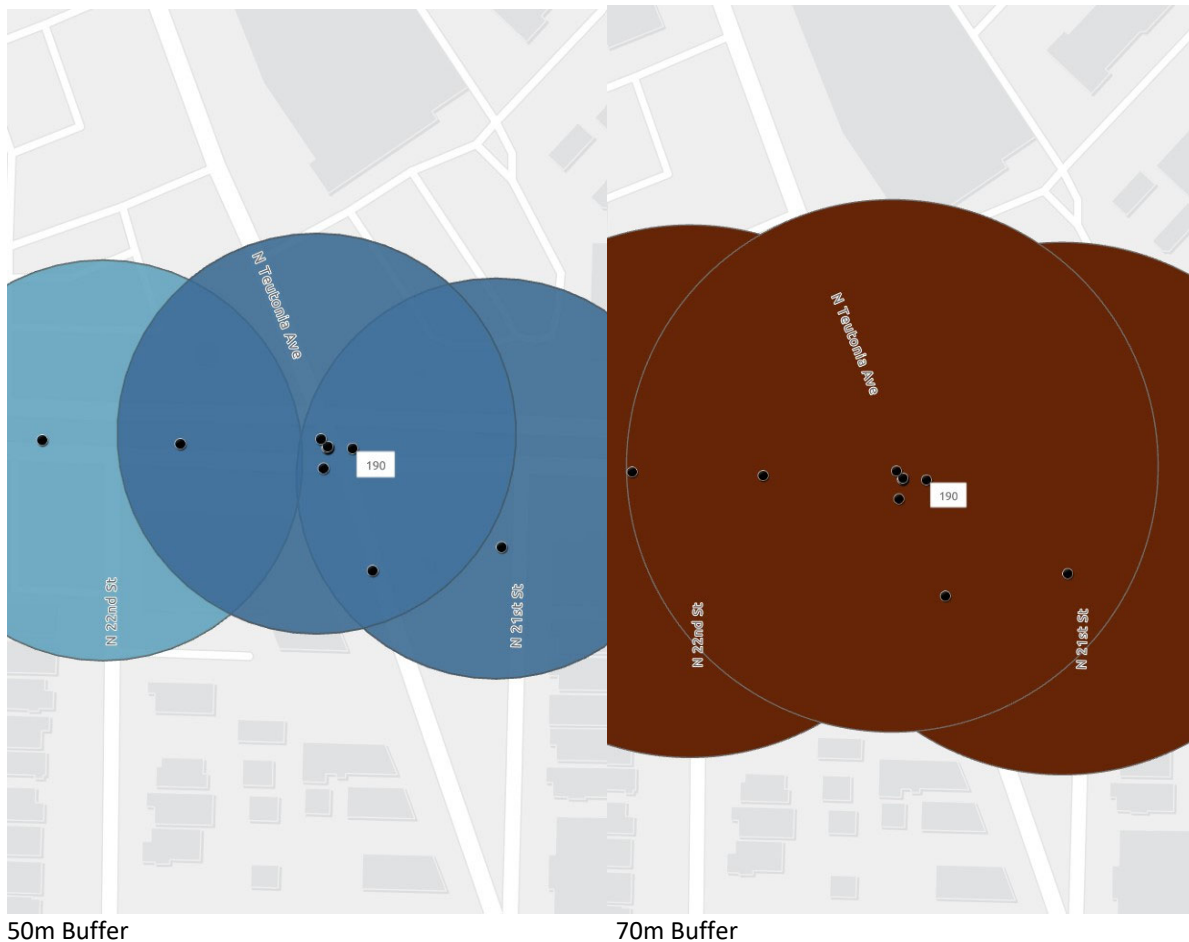 N Teutonia Ave
190
N 22nd St
N 21st St
N Teutonia Ave
190
N 22nd St
N 21st St
50m Buffer
70m Buffer